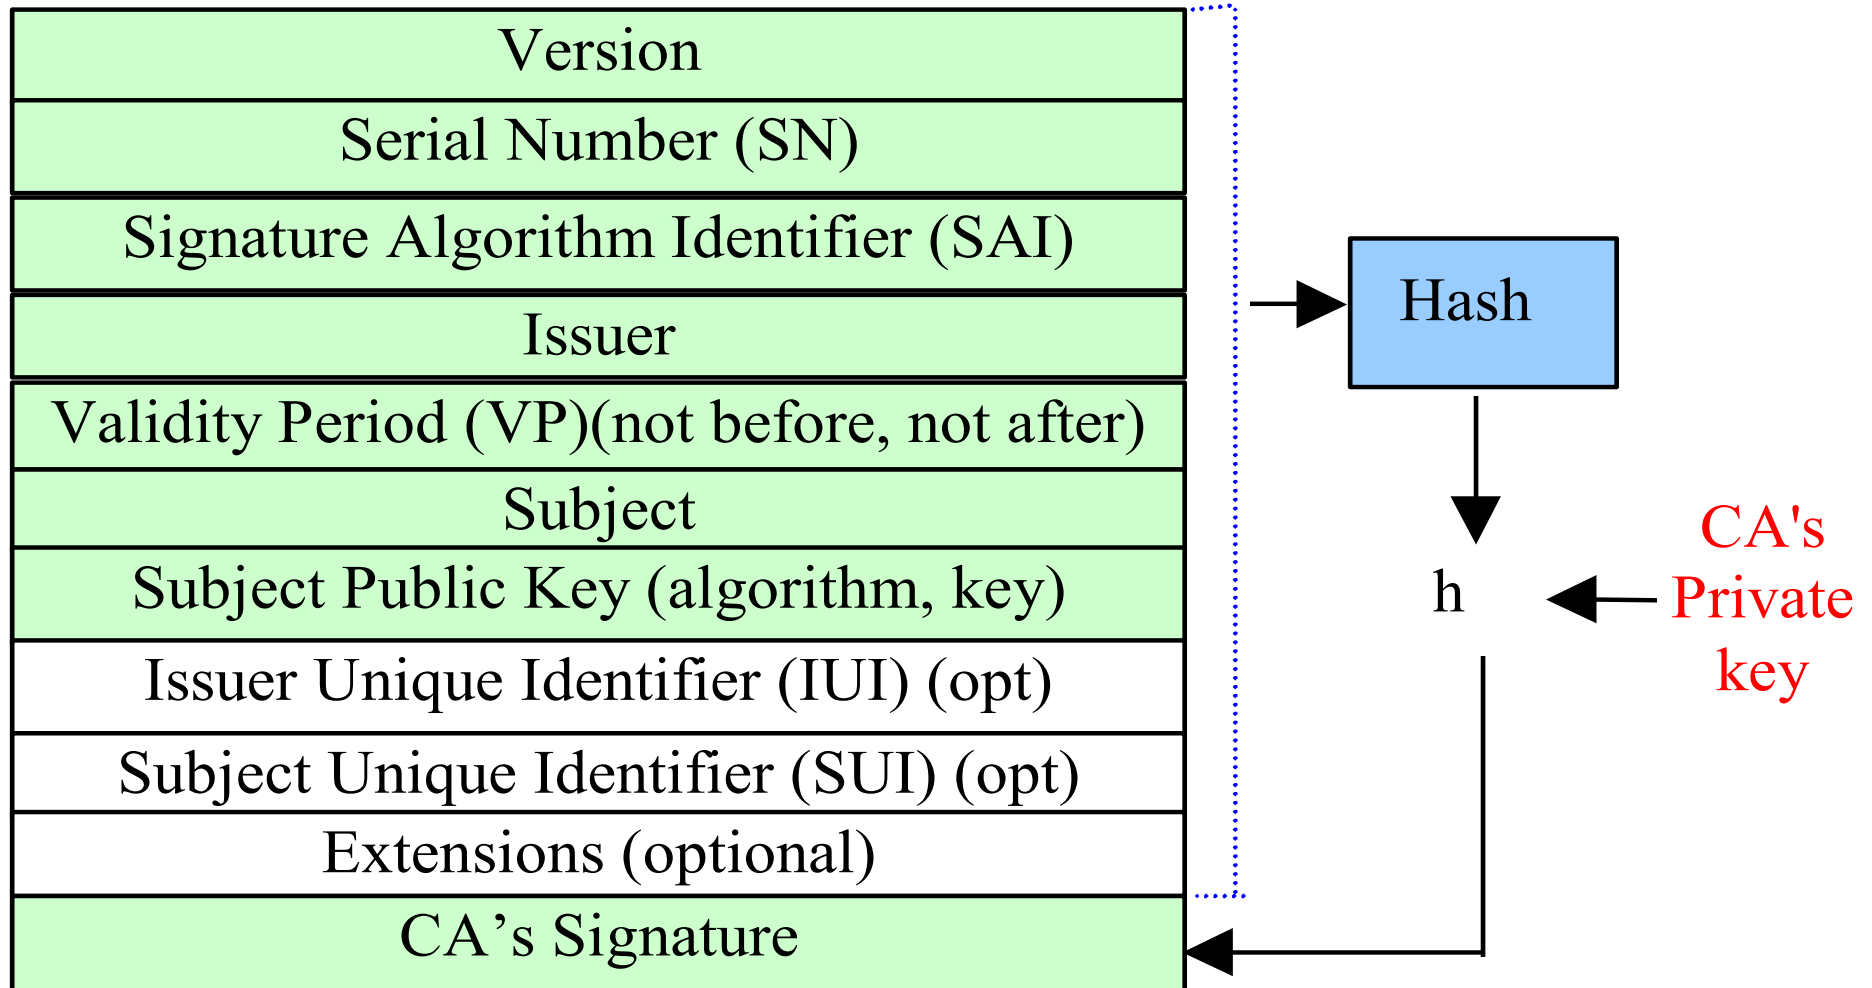 Version
Serial Number (SN)
Signature Algorithm Identifier (SAI)
Issuer
Validity Period (VP)(not before, not after)
Subject
Subject Public Key (algorithm, key)
Issuer Unique Identifier (IUI) (opt)
Subject Unique Identifier (SUI) (opt)
Extensions (optional)
CA’s Signature
Hash
h
CA's
Private
key